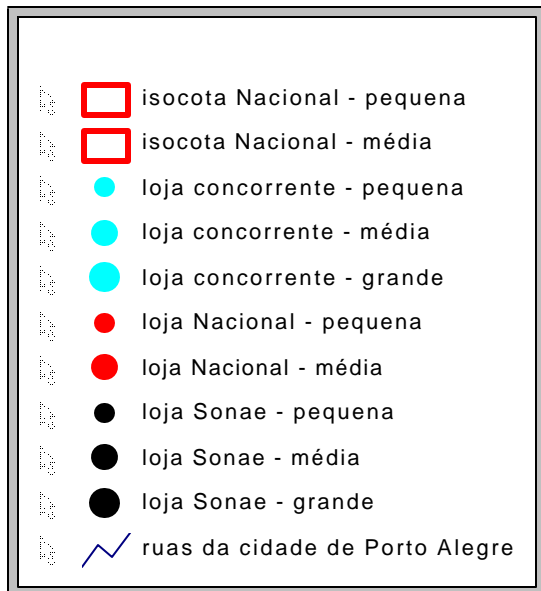 isocota Nacional - pequena
isocota Nacional - média
loja concorrente - pequena
loja concorrente - média
loja concorrente - grande
loja Nacional - pequena
loja Nacional - média
loja Sonae - pequena
loja Sonae - média
loja Sonae - grande
ruas da cidade de Porto Alegre